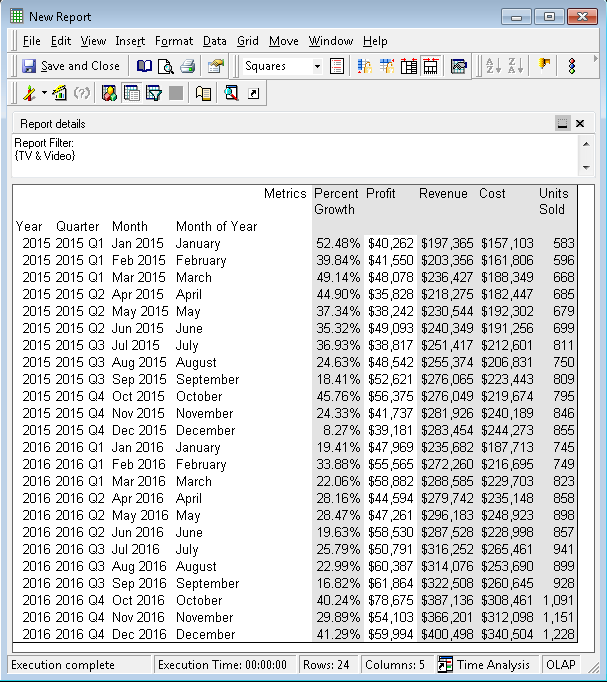 New Report
File Edit View Insert Format Data Grid Move Window Help
Save and Close Squares
Report details
Report Filter:
{TV & Video}
Metrics Percent Growth Profit Revenue Cost Units Sold
Year Quarter Month Month of Year
2015 2015 Q1 Jan 2015 January 52.48% $40,262 $197,365 $157,103 583
2015 2015 Q1 Feb 2015 February 39.84% $41,550 $203,356 $161,806 596
2015 2015 Q1 Mar 2015 March 49.14% $48,078 $236,427 $188,349 668
2015 2015 Q2 Apr 2015 April 44.90% $35,828 $218,275 $182,447 685
2015 2015 Q2 May 2015 May 37.34% $38,242 $230,544 $192,302 679
2015 2015 Q2 Jun 2015 June 35.32% $49,093 $240,349 $191,256 699
2015 2015 Q3 Jul 2015 July 36.93% $38,817 $251,417 $212,601 811
2015 2015 Q3 Aug 2015 August 24.63% $48,542 $255,374 $206,831 750
2015 2015 Q3 Sep 2015 September 18.41% $52,621 $276,065 $223,443 809
2015 2015 Q4 Oct 2015 October 45.76% $56,375 $276,049 $219,674 795
2015 2015 Q4 Nov 2015 November 24.33% $41,737 $281,926 $240,189 846
2015 2015 Q4 Dec 2015 December 8.27% $39,181 $283,454 $244,273 855
2016 2016 Q1 Jan 2016 January 19.41% $47,969 $235,682 $187,713 745
2016 2016 Q1 Feb 2016 February 33.88% $55,565 $272,260 $216,695 749
2016 2016 Q1 Mar 2016 March 22.06% $58,882 $288,585 $229,703 823
2016 2016 Q2 Apr 2016 April 28.16% $44,594 $279,742 $235,148 858
2016 2016 Q2 May 2016 May 28.47% $47,261 $296,183 $248,923 898
2016 2016 Q2 Jun 2016 June 19.63% $58,530 $287,528 $228,998 857
2016 2016 Q3 Jul 2016 July 25.79% $50,791 $316,252 $265,461 941
2016 2016 Q3 Aug 2016 August 22.99% $60,387 $314,076 $253,690 899
2016 2016 Q3 Sep 2016 September 16.82% $61,864 $322,508 $260,645 928
2016 2016 Q4 Oct 2016 October 40.24% $78,675 $387,136 $308,461 1,091
2016 2016 Q4 Nov 2016 November 29.89% $54,103 $366,201 $312,098 1,151
2016 2016 Q4 Dec 2016 December 41.29% $59,994 $400,498 $340,504 1,228
Execution complete Execution Time: 00:00:00 Rows: 24 Columns: 5 Time Analysis OLAP